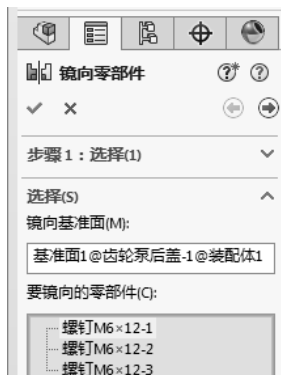 镜向零部件
步骤1：选择(1)
选择(S)
镜向基准面(M):
基准面1@齿轮泵后盖-1@装配体1
要镜向的零部件(C):
螺钉M6×12-1
螺钉M6×12-2
螺钉M6×12-3